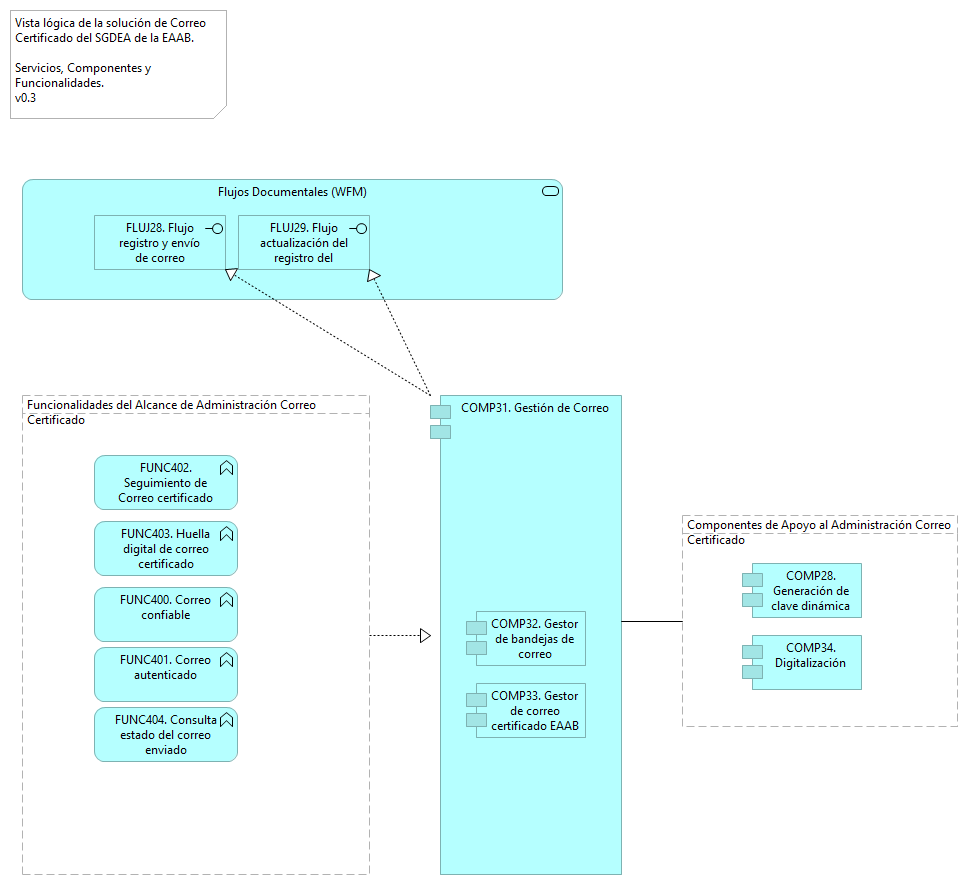 Vista lógica de la solución de Correo
Certificado del SGDEA de la EAAB.
Servicios, Componentes y
Funcionalidades.
v0.3
Flujos Documentales (WFM)
FLUJ28. Flujo
registro y envío
de correo
FLUJ29. Flujo
actualización del
registro del
Funcionalidades del Alcance de Administración Correo
Certificado
FUNC402.
Seguimiento de
Correo certificado
FUNC403. Huella
digital de correo
certificado
FUNC400. Correo
confiable
FUNC401. Correo
autenticado
FUNC404. Consulta
estado del correo
enviado
COMP31. Gestión de Correo
COMP32. Gestor
de bandejas de
correo
COMP33. Gestor
de correo
certificado EAAB
Componentes de Apoyo al Administración Correo
Certificado
COMP28.
Generación de
clave dinámica
COMP34.
Digitalización